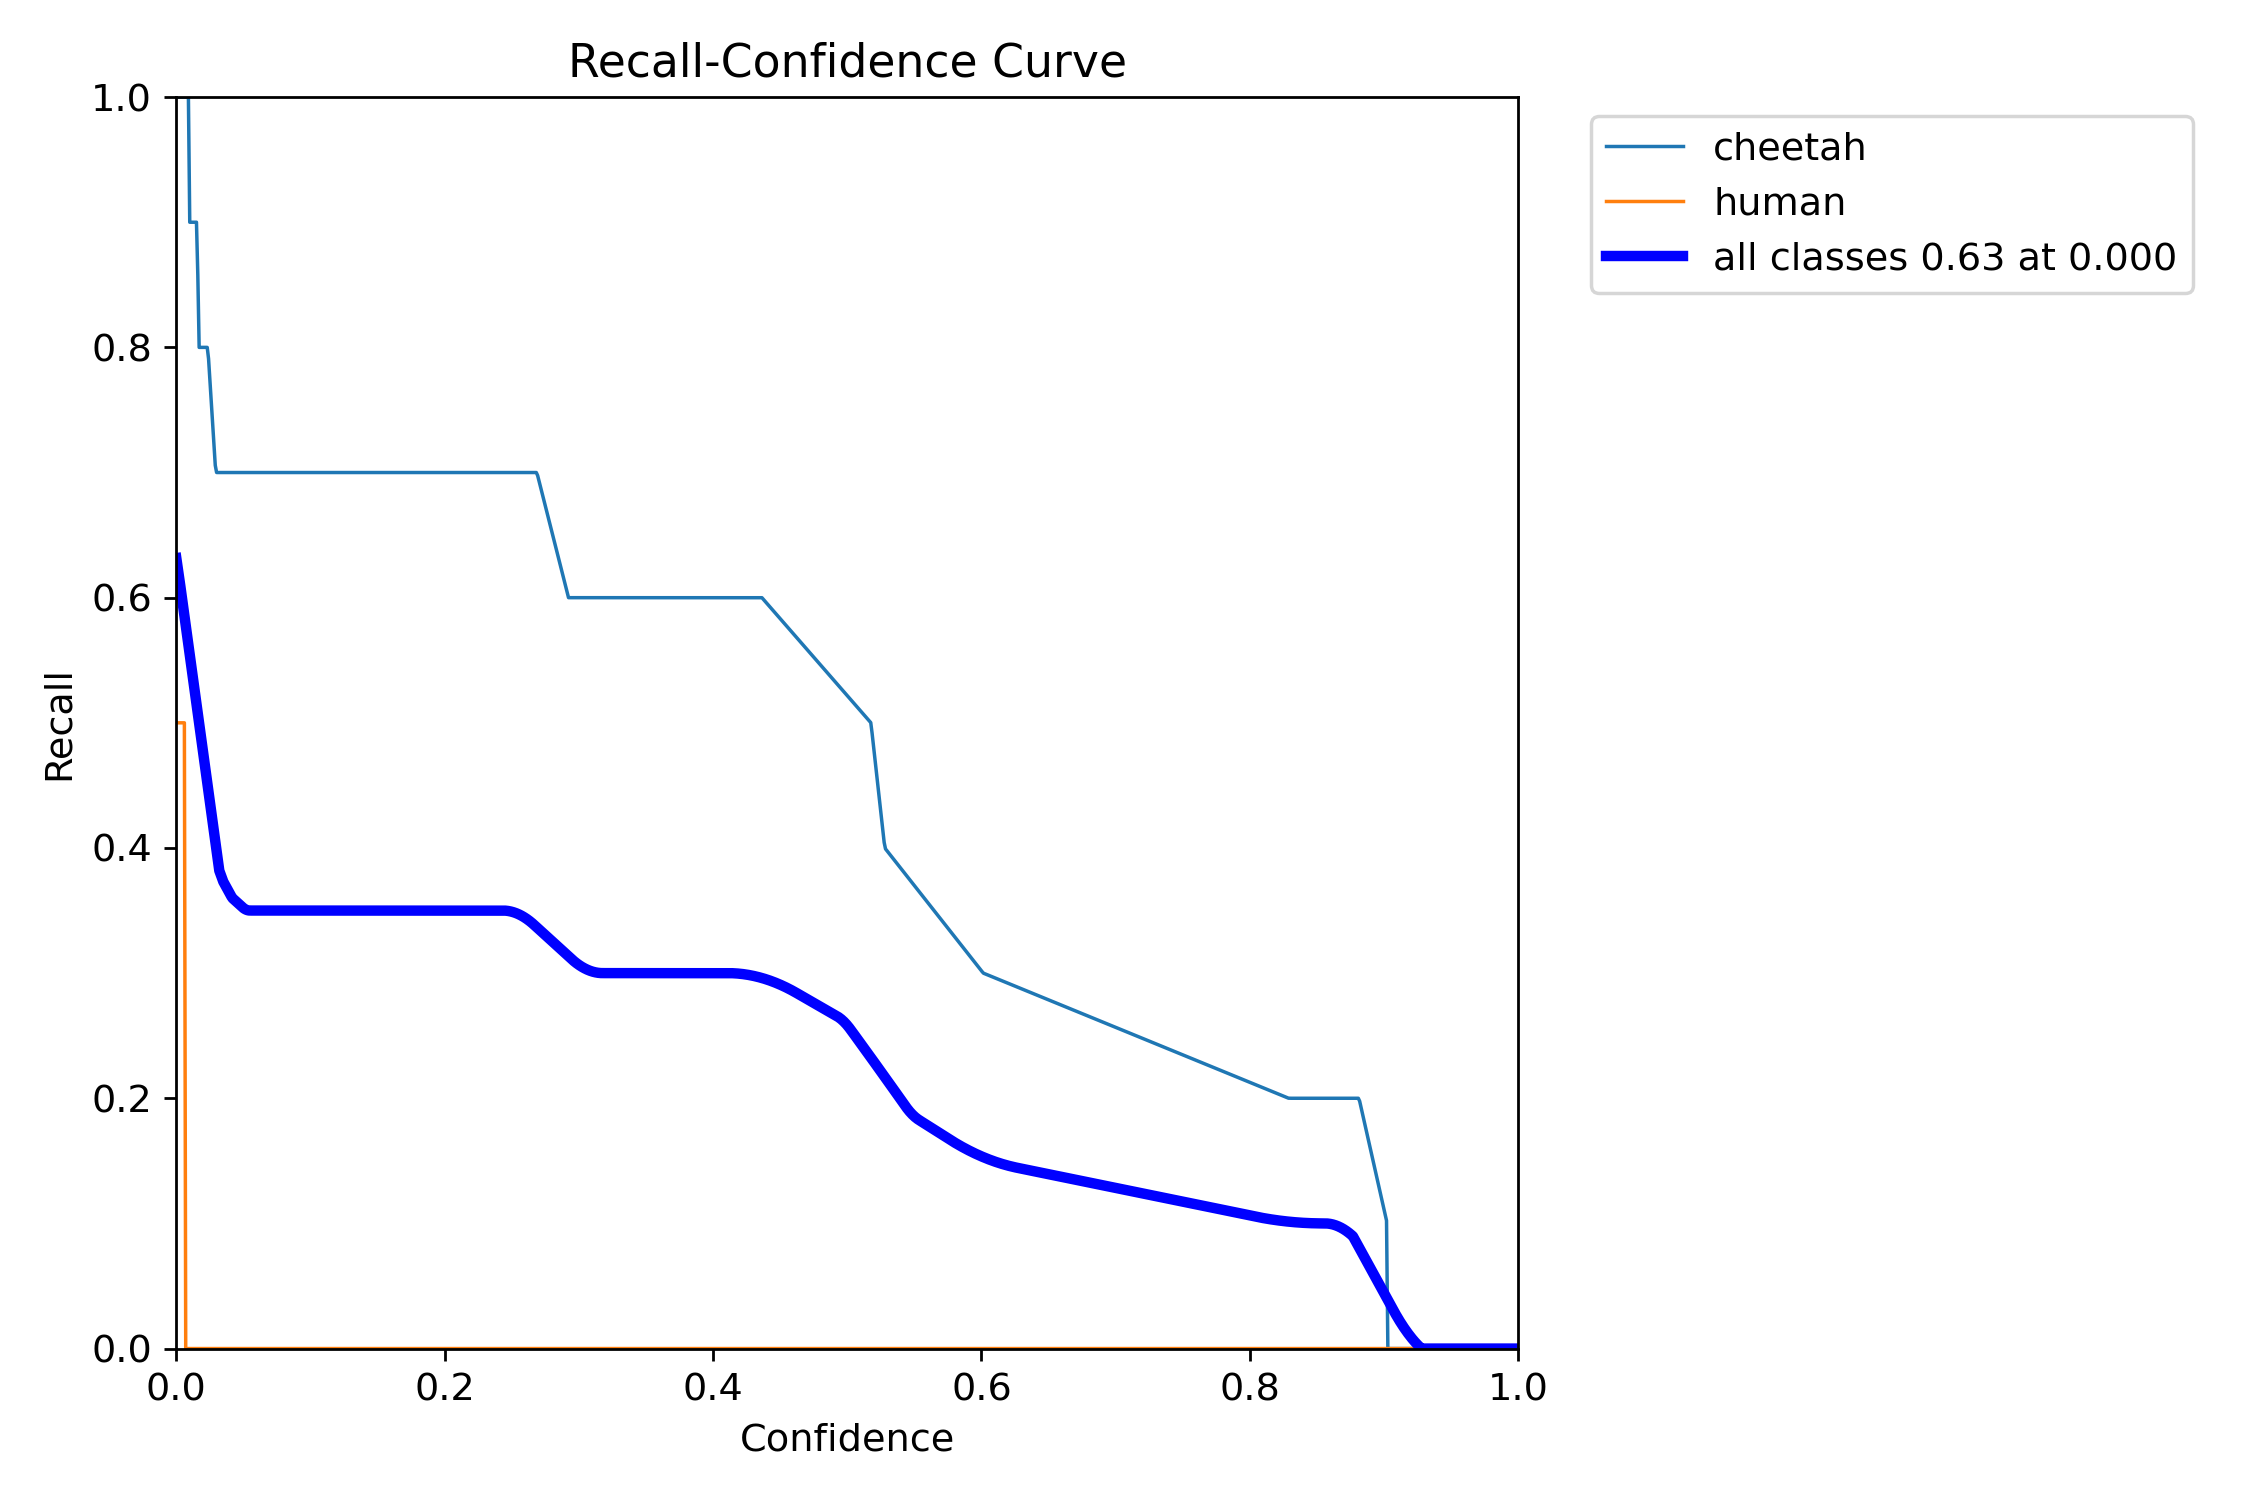 Recall-Confidence Curve
1.0
0.8
0.6
0.4
0.2
0.0
Recall
0.0 0.2 0.4 0.6 0.8 1.0
Confidence
cheetah
human
all classes 0.63 at 0.000